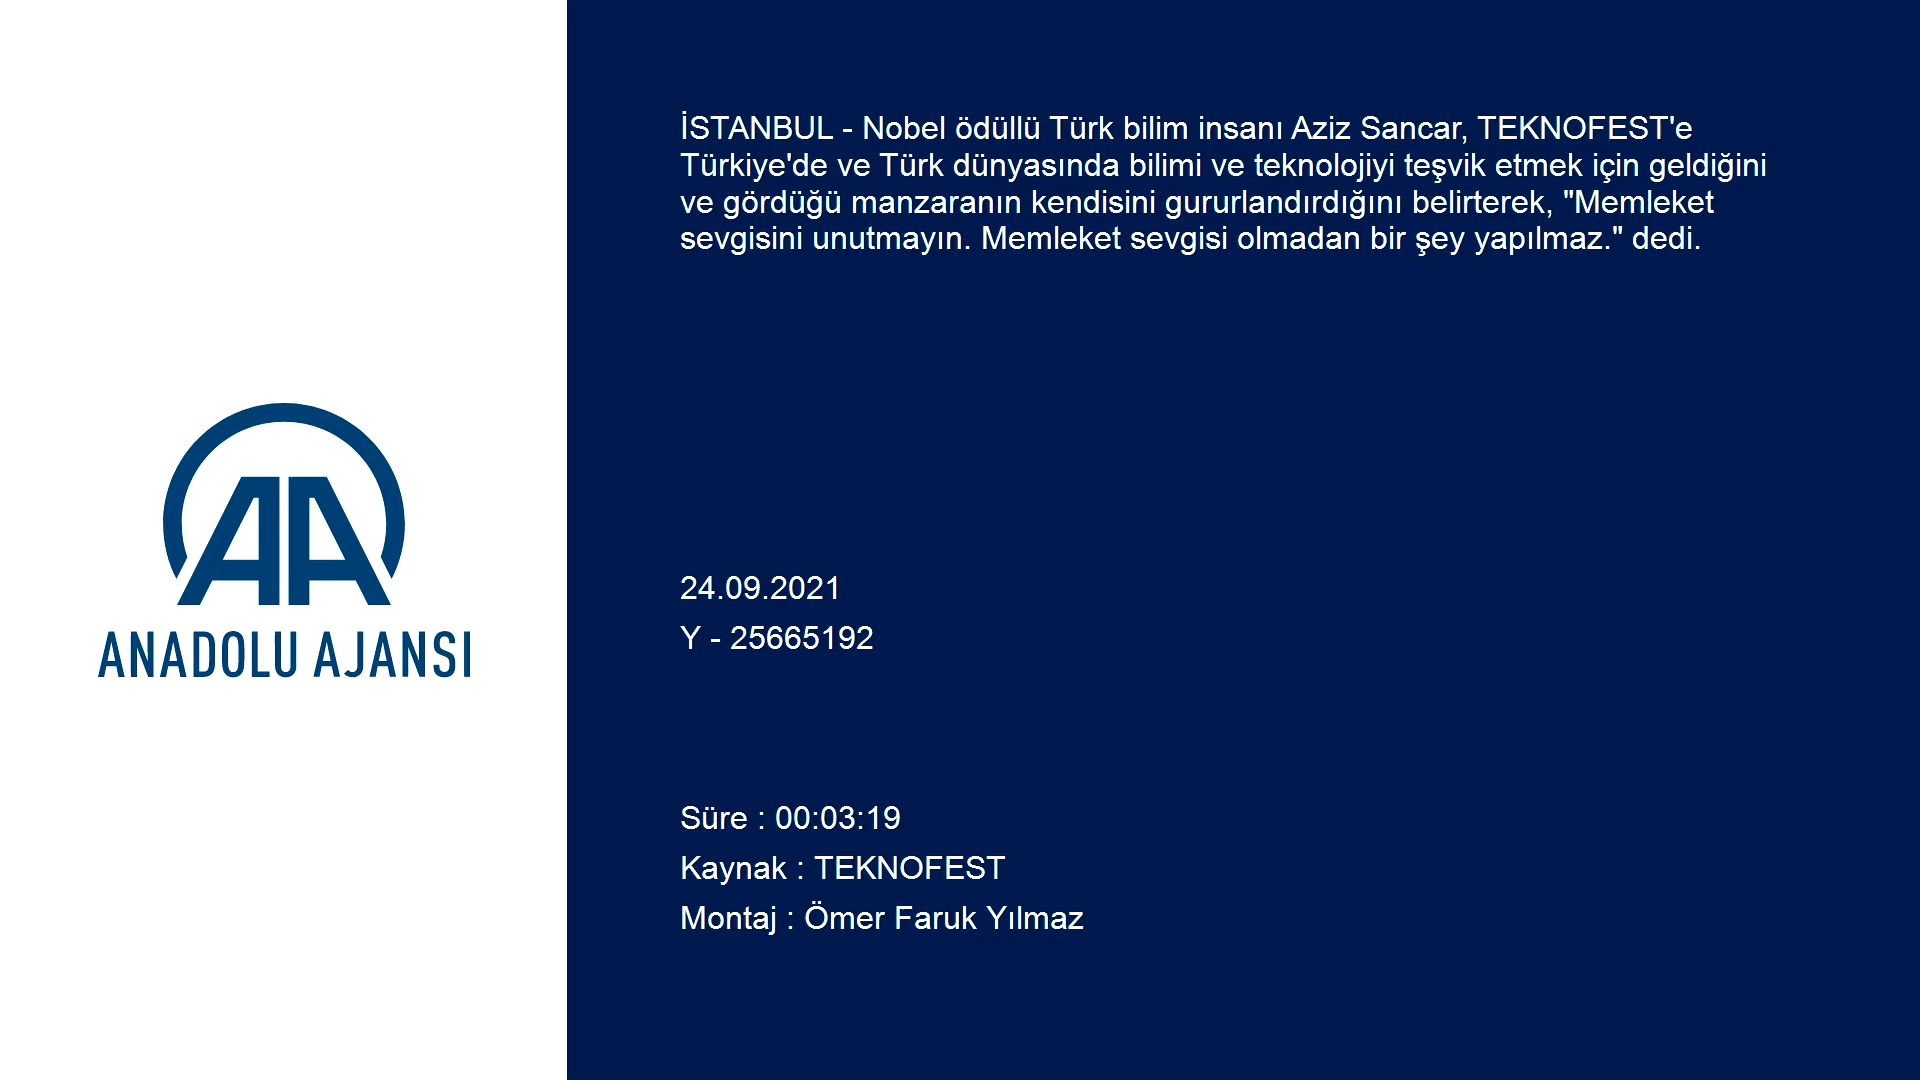 İSTANBUL - Nobel ödüllü Türk bilim insanı Aziz Sancar, TEKNOFEST'e
Türkiye'de ve Türk dünyasında bilimi ve teknolojiyi teşvik etmek için geldiğini
ve gördüğü manzaranın kendisini gururlandırdığını belirterek, "Memleket
sevgisini unutmayın. Memleket sevgisi olmadan bir şey yapılmaz." dedi.
AA
ANADOLU AJANSI
24.09.2021
Y - 25665192
Süre : 00:03:19
Kaynak : TEKNOFEST
Montaj : Ömer Faruk Yılmaz